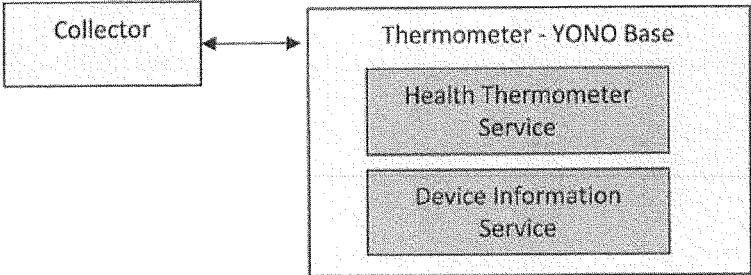 Collector
Thermometer - YONO Base
Health Thermometer
Service
Device Information
Service